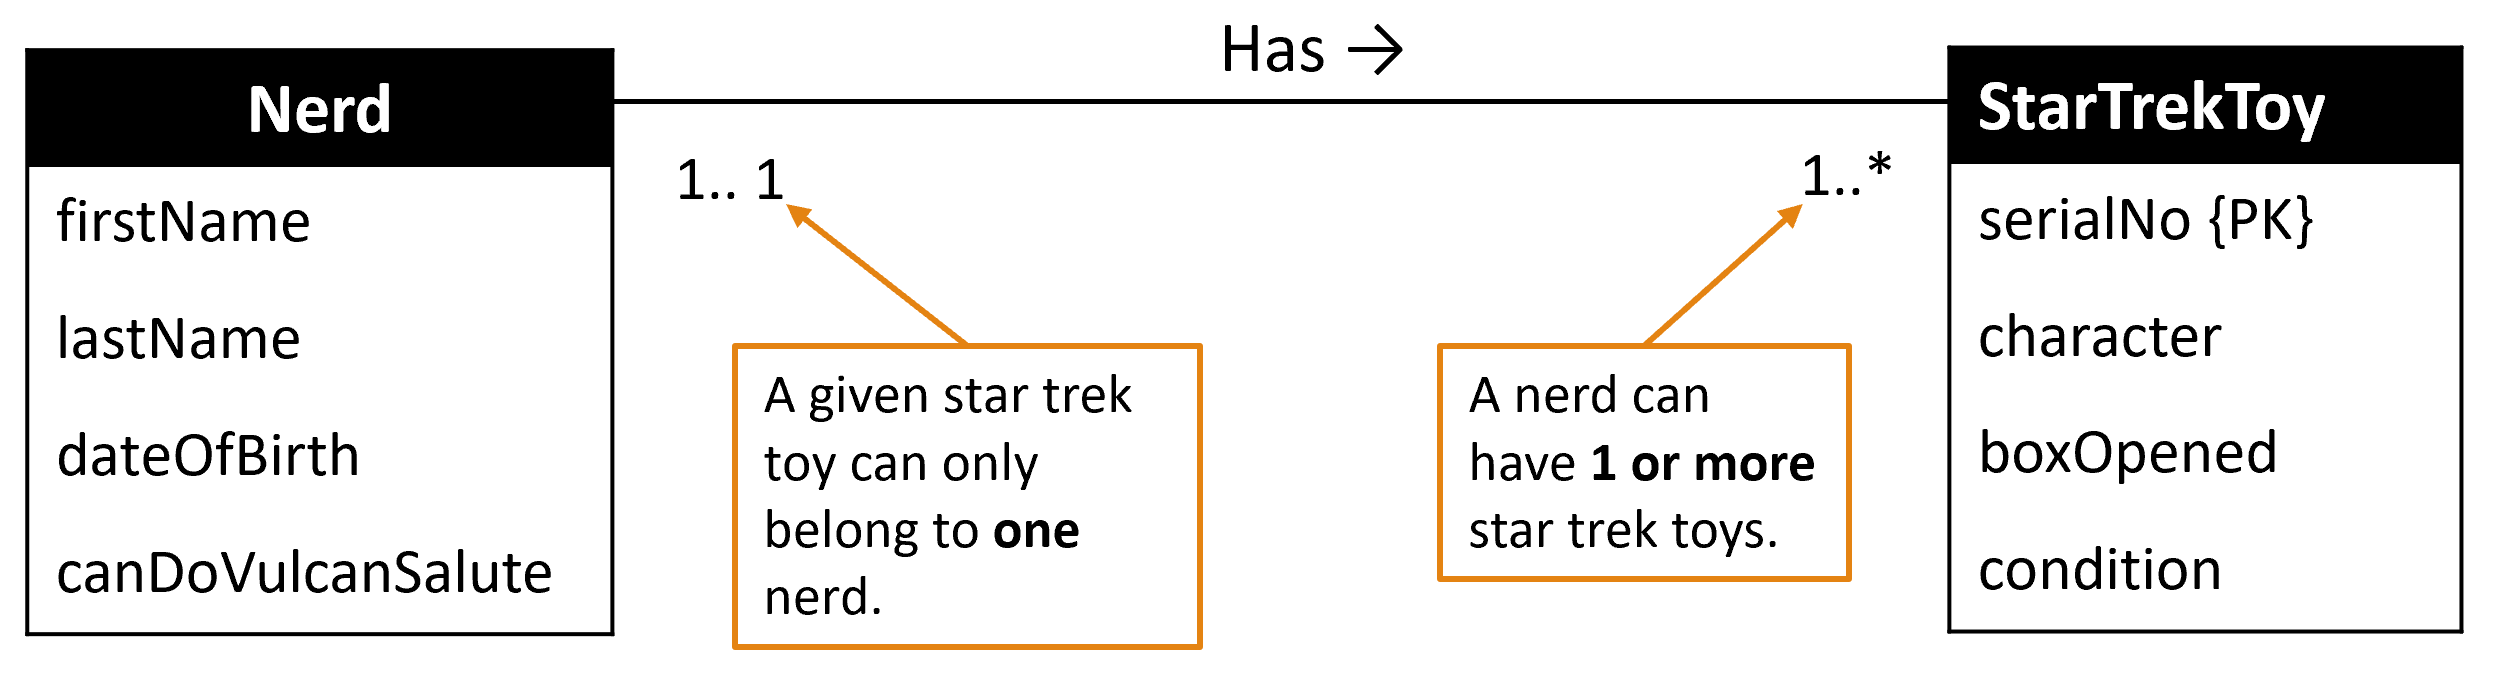 Has →
Nerd
firstName
lastName
dateOfBirth
canDoVulcanSalute
1.. 1
1..*
A given star trek
toy can only
belong to one
nerd.
A nerd can
have 1 or more
star trek toys.
StarTrekToy
serialNo {PK}
character
boxOpened
condition